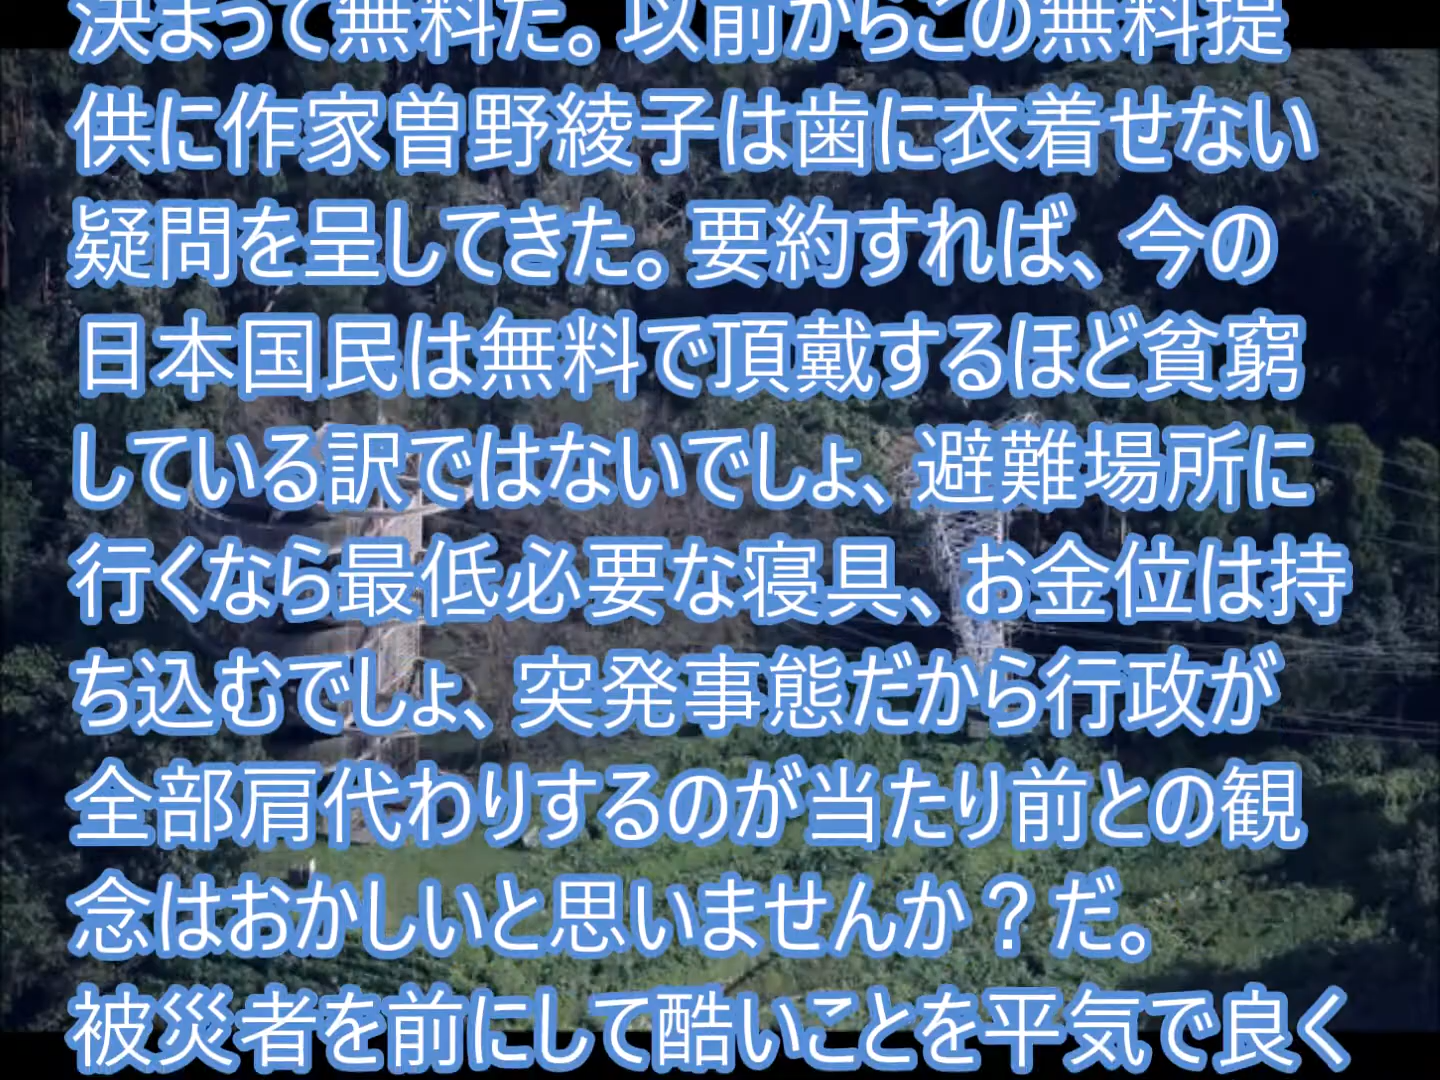 決まって無料だ。以前からこの無料提
供に作家曽野綾子は歯に衣着せない
疑問を呈してきた。要約すれば、今の
日本国民は無料で頂戴するほど貧窮
している訳ではないでしょ、避難場所に
行くなら最低必要な寝具、お金位は持
ち込むでしょ、突発事態だから行政が
全部肩代わりするのが当たり前との観
念はおかしいと思いませんか？だ。
被災者を前にして酷いことを平気で良く